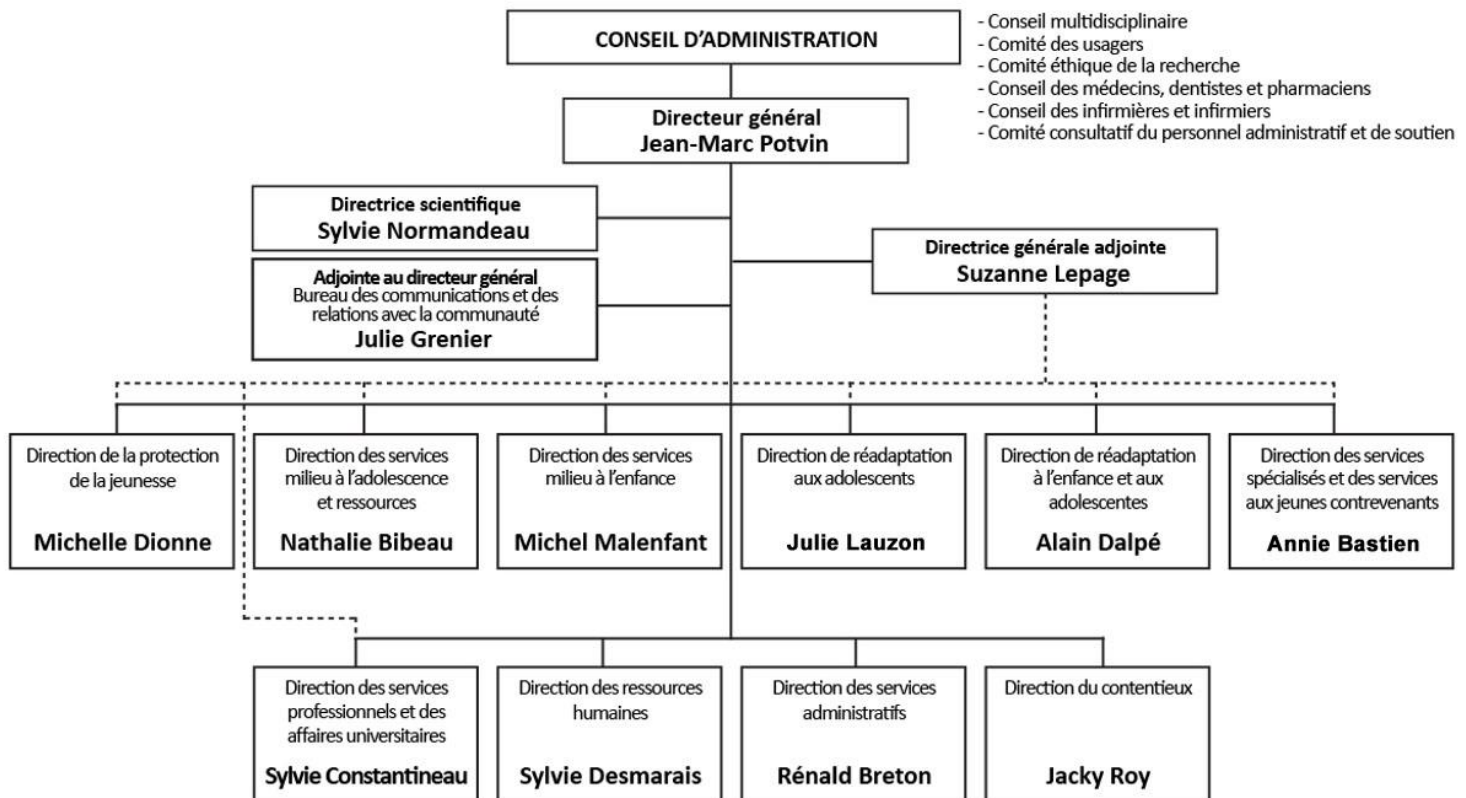 CONSEIL D'ADMINISTRATION
- Conseil multidisciplinaire
- Comité des usagers
- Comité éthique de la recherche
- Conseil des médecins, dentistes et pharmaciens
- Conseil des infirmières et infirmiers
- Comité consultatif du personnel administratif et de soutien
Directeur général
Jean-Marc Potvin
Directrice scientifique
Sylvie Normandeau
Directrice générale adjointe
Suzanne Lepage
Adjointe au directeur général
Bureau des communications et des
relations avec la communauté
Julie Grenier
Direction de la protection
de la jeunesse
Michelle Dionne
Direction des services
milieu à l'adolescence
et ressources
Nathalie Bibeau
Direction des services
milieu à l'enfance
Michel Malenfant
Direction de réadaptation
aux adolescents
Julie Lauzon
Direction de réadaptation
à l'enfance et aux
adolescentes
Alain Dalpé
Direction des services
spécialisés et des services
aux jeunes contrevenants
Annie Bastien
Direction des services
professionnels et des
affaires universitaires
Sylvie Constantineau
Direction des ressources
humaines
Sylvie Desmarais
Direction des services
administratifs
Rénald Breton
Direction du contentieux
Jacky Roy